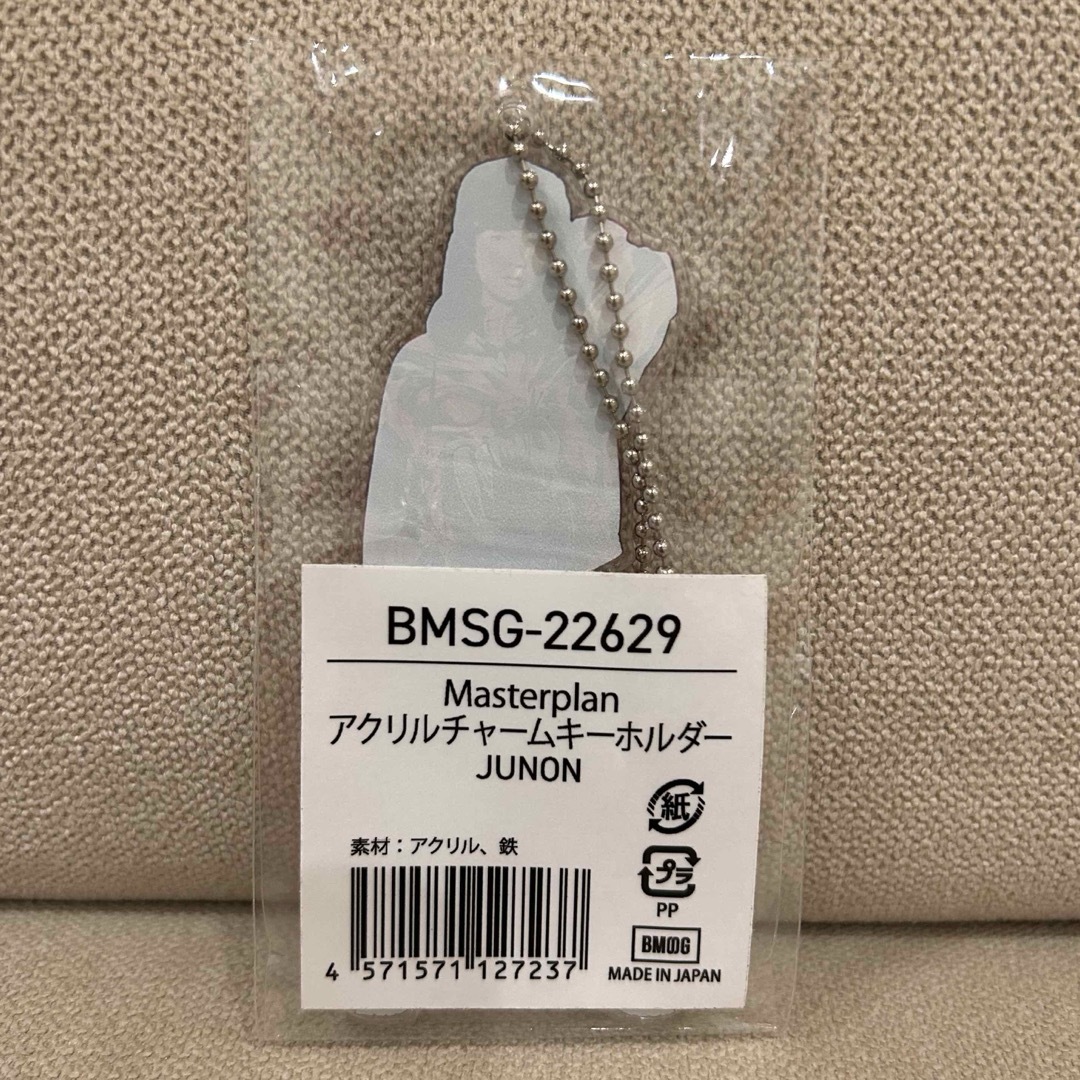 BMSG-22629
Masterplan
アクリルチャームキーホルダー
JUNON
紙
素材：アクリル、鉄
プラ
PP
BMSG
MADE IN JAPAN
4 571571 127237